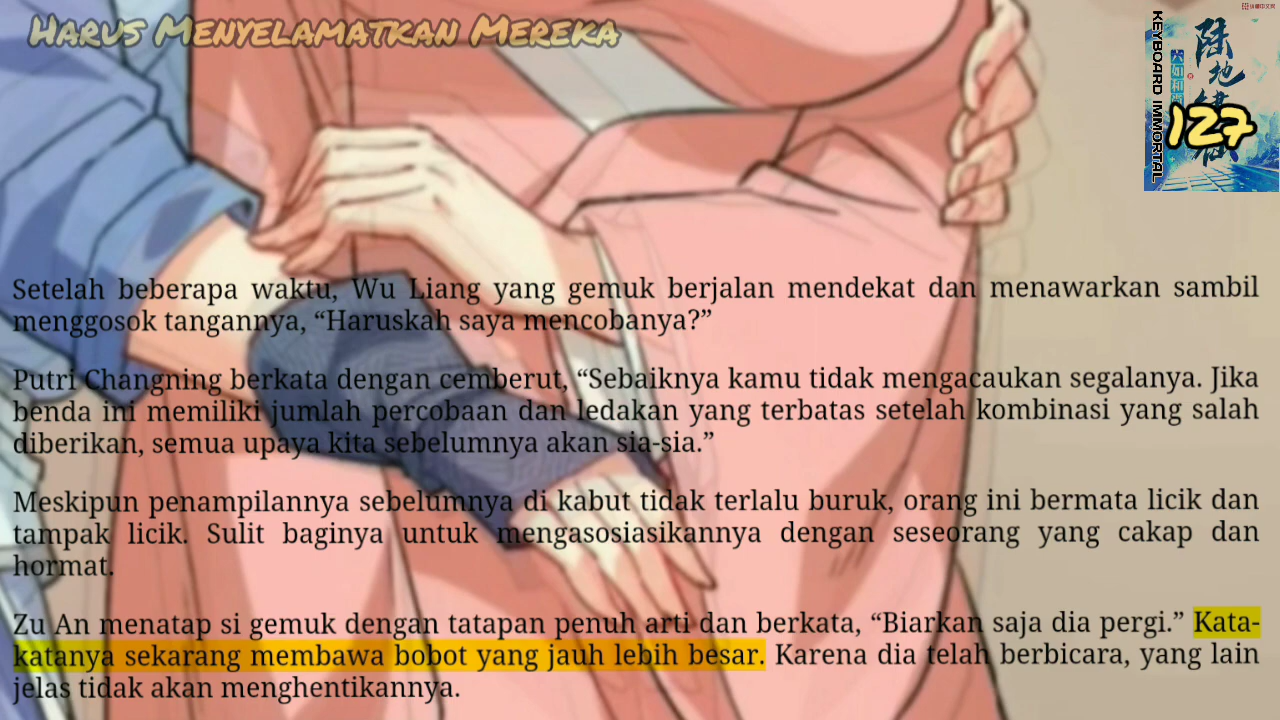 Harus Menyelamatkan Mereka
KEYBOARD IMMORTAL
陆地
127
Setelah beberapa waktu, Wu Liang yang gemuk berjalan mendekat dan menawarkan sambil
menggosok tangannya, “Haruskah saya mencobanya?”
Putri Changning berkata dengan cemberut, “Sebaiknya kamu tidak mengacaukan segalanya. Jika
benda ini memiliki jumlah percobaan dan ledakan yang terbatas setelah kombinasi yang salah
diberikan, semua upaya kita sebelumnya akan sia-sia.”
Meskipun penampilannya sebelumnya di kabut tidak terlalu buruk, orang ini bermata licik dan
tampak licik. Sulit baginya untuk mengasosiasikannya dengan seseorang yang cakap dan
hormat.
Zu An menatap si gemuk dengan tatapan penuh arti dan berkata, “Biarkan saja dia pergi.” Kata-
katanya sekarang membawa bobot yang jauh lebih besar. Karena dia telah berbicara, yang lain
jelas tidak akan menghentikannya.